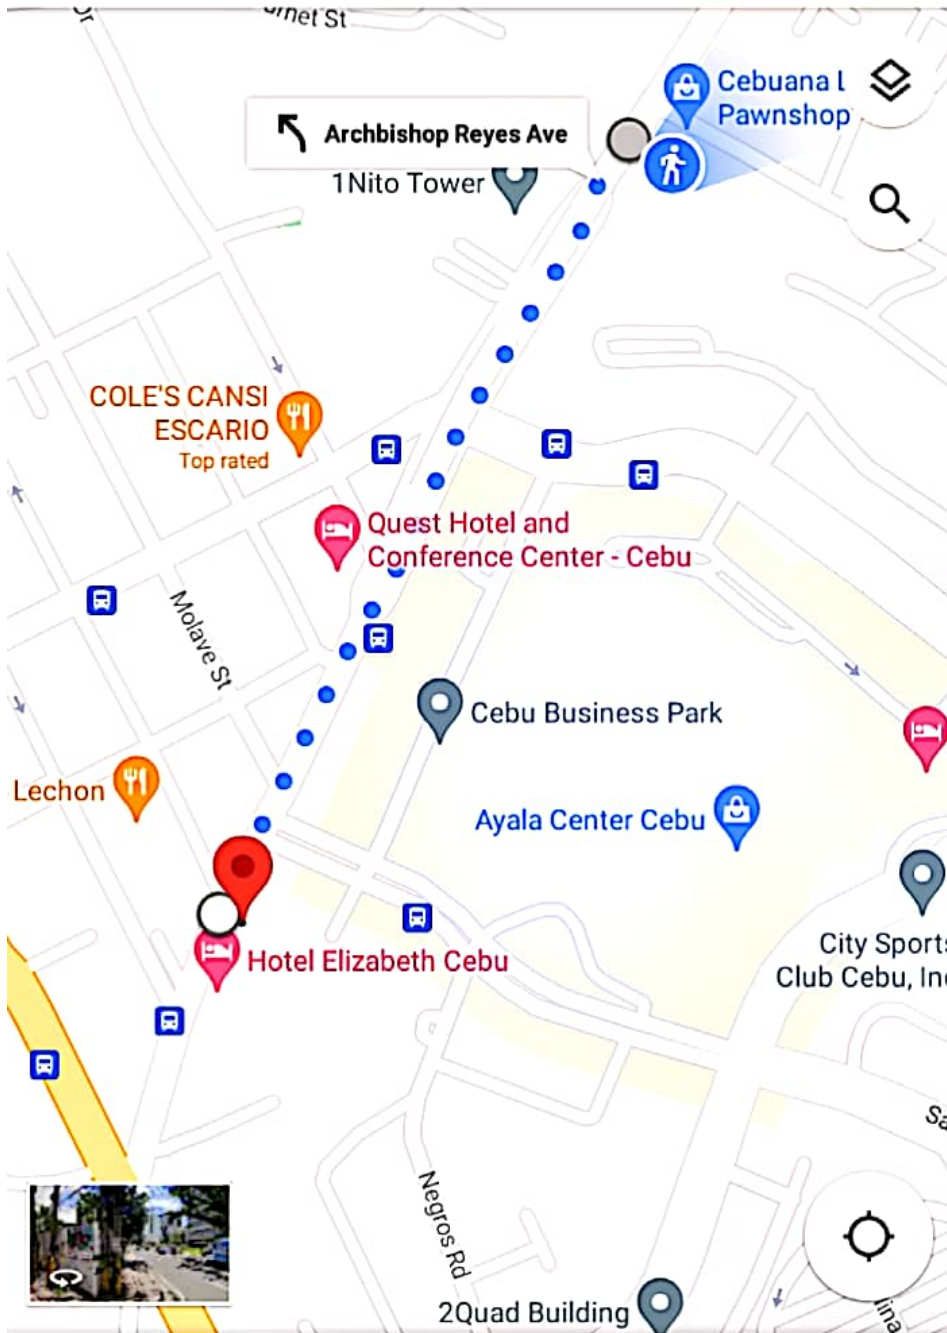 Cebuana L
Pawnshop
Archbishop Reyes Ave
1Nito Tower
COLE'S CANSI
ESCARIO
Top rated
Quest Hotel and
Conference Center - Cebu
Molave St
Cebu Business Park
Lechon
Ayala Center Cebu
City Sports
Club Cebu, Inc
Hotel Elizabeth Cebu
Negros Rd
2Quad Building